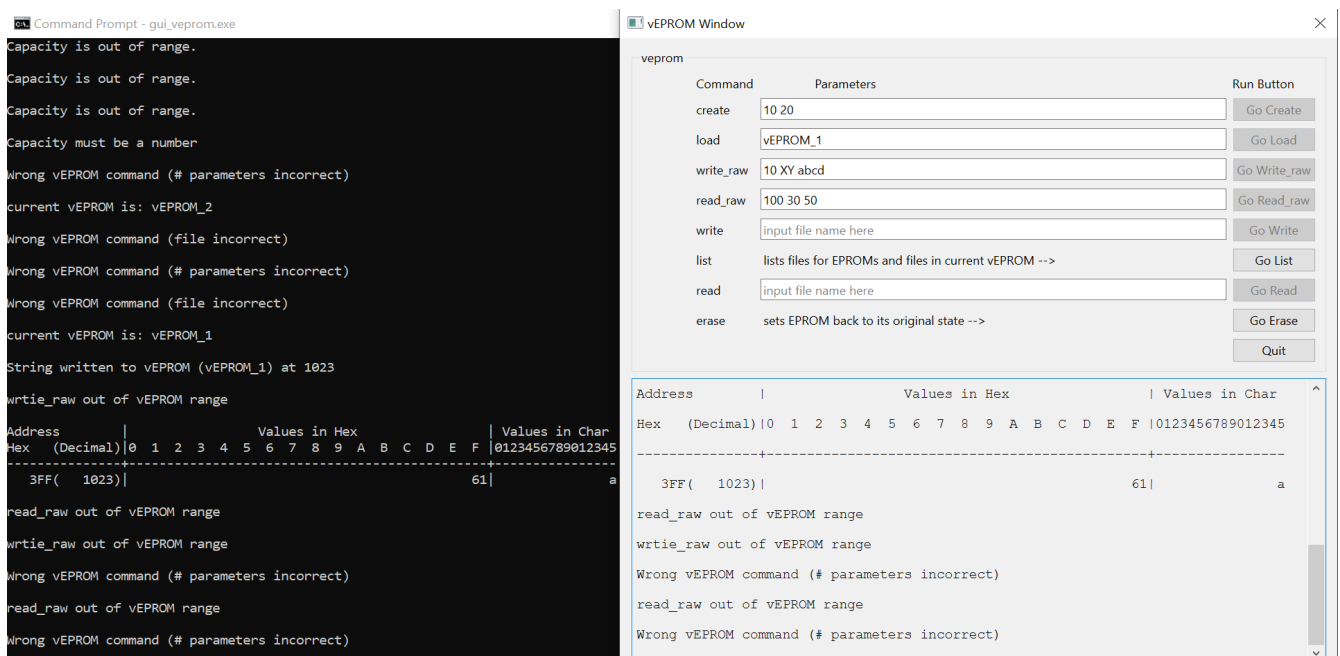 Command Prompt - gui_veprom.exe
Capacity is out of range.
Capacity is out of range.
Capacity is out of range.
Capacity must be a number
Wrong vEPROM command (# parameters incorrect)
current vEPROM is: vEPROM_2
Wrong vEPROM command (file incorrect)
Wrong vEPROM command (# parameters incorrect)
Wrong vEPROM command (file incorrect)
current vEPROM is: vEPROM_1
String written to vEPROM (vEPROM_1) at 1023
wrtie_raw out of vEPROM range
Address | Values in Hex | Values in Char
Hex (Decimal)|0 1 2 3 4 5 6 7 8 9 A B C D E F |0123456789012345
---------------+-----------------------------------------------+----------------
3FF( 1023)| 61| a
read_raw out of vEPROM range
wrtie_raw out of vEPROM range
Wrong vEPROM command (# parameters incorrect)
read_raw out of vEPROM range
Wrong vEPROM command (# parameters incorrect)
vEPROM Window
veprom
Command Parameters Run Button
create 10 20 Go Create
load vEPROM_1 Go Load
write_raw 10 XY abcd Go Write_raw
read_raw 100 30 50 Go Read_raw
write input file name here Go Write
list lists files for EPROMs and files in current vEPROM --> Go List
read input file name here Go Read
erase sets EPROM back to its original state --> Go Erase
Quit
Address | Values in Hex | Values in Char
Hex (Decimal)|0 1 2 3 4 5 6 7 8 9 A B C D E F |0123456789012345
---------------+-----------------------------------------------+----------------
3FF( 1023)| 61| a
read_raw out of vEPROM range
wrtie_raw out of vEPROM range
Wrong vEPROM command (# parameters incorrect)
read_raw out of vEPROM range
Wrong vEPROM command (# parameters incorrect)